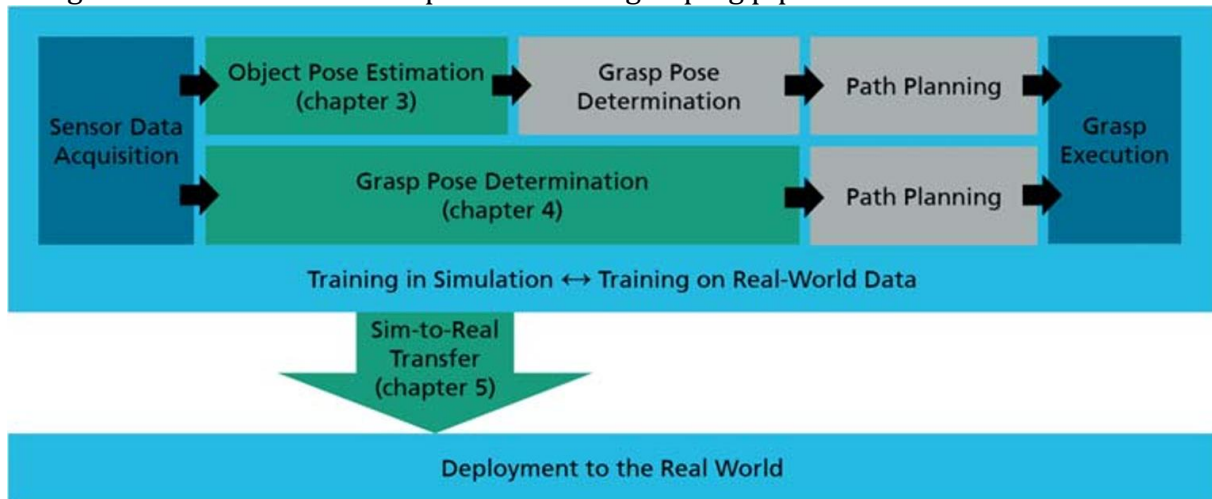 Object Pose Estimation
(chapter 3)
Grasp Pose
Determination
Path Planning
Sensor Data
Acquisition
Grasp
Execution
Grasp Pose Determination
(chapter 4)
Path Planning
Training in Simulation ↔ Training on Real-World Data
Sim-to-Real
Transfer
(chapter 5)
Deployment to the Real World